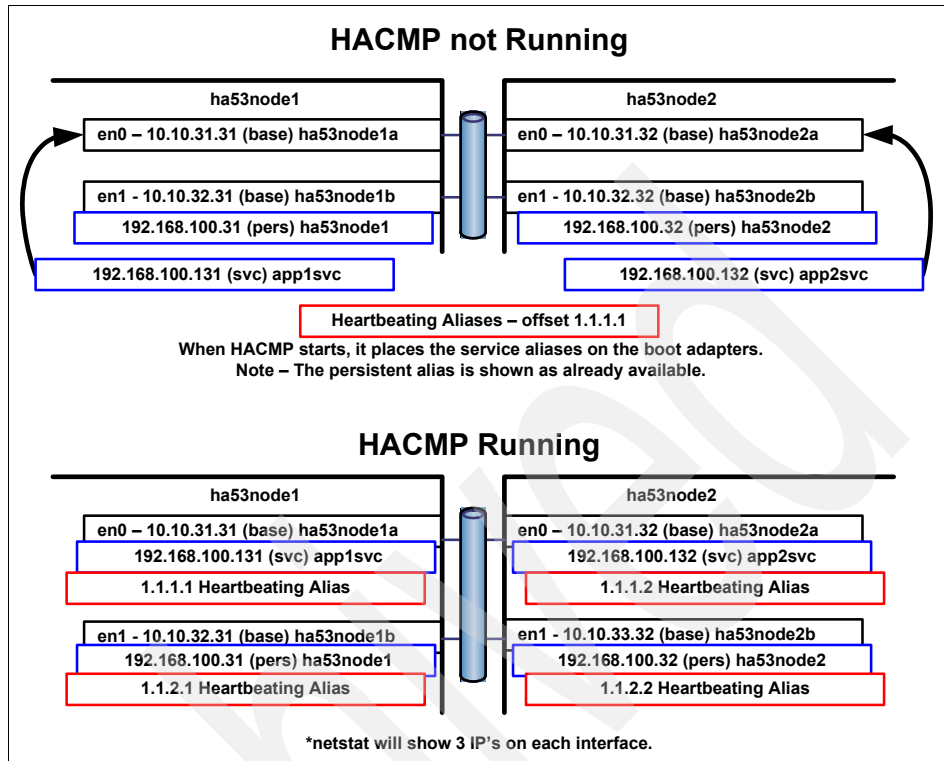 HACMP not Running
ha53node1
ha53node2
en0 – 10.10.31.31 (base) ha53node1a
en0 – 10.10.31.32 (base) ha53node2a
en1 - 10.10.32.31 (base) ha53node1b
en1 - 10.10.32.32 (base) ha53node2b
192.168.100.31 (pers) ha53node1
192.168.100.32 (pers) ha53node2
192.168.100.131 (svc) app1svc
192.168.100.132 (svc) app2svc
Heartbeating Aliases – offset 1.1.1.1
When HACMP starts, it places the service aliases on the boot adapters.
Note – The persistent alias is shown as already available.
HACMP Running
ha53node1
ha53node2
en0 – 10.10.31.31 (base) ha53node1a
en0 – 10.10.31.32 (base) ha53node2a
192.168.100.131 (svc) app1svc
192.168.100.132 (svc) app2svc
1.1.1.1 Heartbeating Alias
1.1.1.2 Heartbeating Alias
en1 - 10.10.32.31 (base) ha53node1b
en1 - 10.10.33.32 (base) ha53node2b
192.168.100.31 (pers) ha53node1
192.168.100.32 (pers) ha53node2
1.1.2.1 Heartbeating Alias
1.1.2.2 Heartbeating Alias
*netstat will show 3 IP's on each interface.